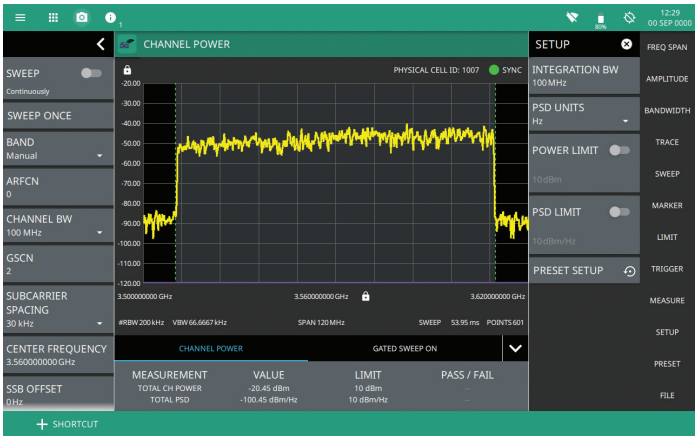 1
80%
12:29
00 SEP 0000
SWEEP
Continuously
SWEEP ONCE
BAND
Manual
ARFCN
0
CHANNEL BW
100 MHz
GSCN
2
SUBCARRIER
SPACING
30 kHz
CENTER FREQUENCY
3.560000000 GHz
SSB OFFSET
0 Hz
SHORTCUT
5G
CHANNEL POWER
PHYSICAL CELL ID: 1007 SYNC
-20.00
-30.00
-40.00
-50.00
-60.00
-70.00
-80.00
-90.00
-100.00
-110.00
-120.00
3.500000000 GHz 3.560000000 GHz 3.620000000 GHz
#RBW 200 kHz VBW 66.6667 kHz SPAN 120 MHz SWEEP 53.95 ms POINTS 601
CHANNEL POWER GATED SWEEP ON
MEASUREMENT VALUE LIMIT PASS / FAIL
TOTAL CH POWER -20.45 dBm 10 dBm --
TOTAL PSD -100.45 dBm/Hz 10 dBm/Hz --
SETUP
INTEGRATION BW
100 MHz
PSD UNITS
Hz
POWER LIMIT
10 dBm
PSD LIMIT
10 dBm/Hz
PRESET SETUP
FREQ SPAN
AMPLITUDE
BANDWIDTH
TRACE
SWEEP
MARKER
LIMIT
TRIGGER
MEASURE
SETUP
PRESET
FILE